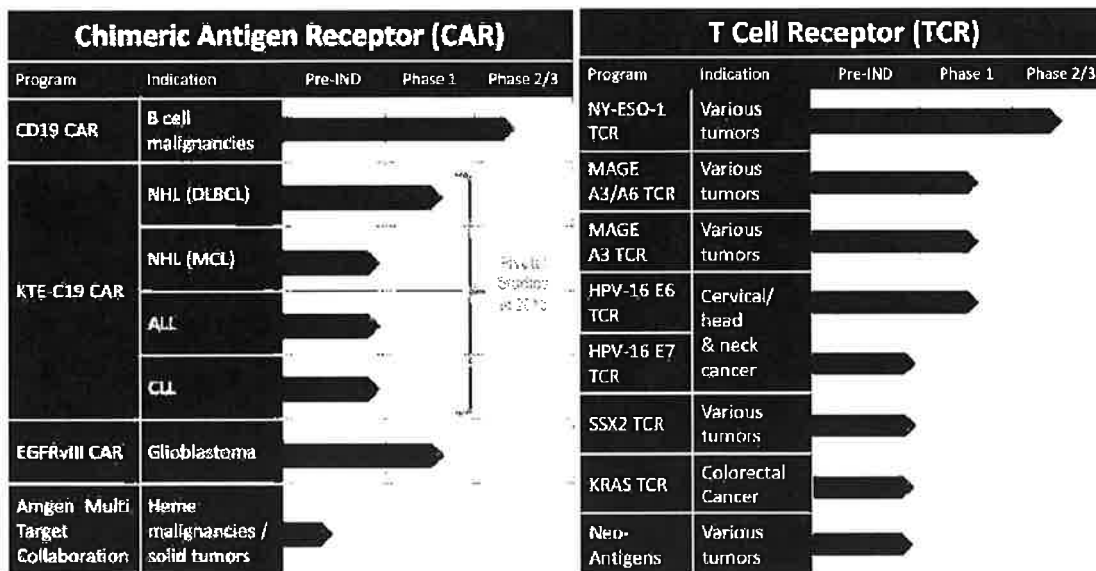 Chimeric Antigen Receptor (CAR)
Program Indication Pre-IND Phase 1 Phase 2/3
CD19 CAR
B cell
malignancies
KTE-C19 CAR
NHL (DLBCL)
NHL (MCL)
ALL
CLL
EGFRvIII CAR
Glioblastoma
Amgen Multi
Target
Collaboration
Heme
malignancies /
solid tumors
T Cell Receptor (TCR)
Program Indication Pre-IND Phase 1 Phase 2/3
NY-ESO-1
TCR
Various
tumors
MAGE
A3/A6 TCR
Various
tumors
MAGE
A3 TCR
Various
tumors
HPV-16 E6
TCR
HPV-16 E7
TCR
Cervical/
head
& neck
cancer
SSX2 TCR
Various
tumors
KRAS TCR
Colorectal
Cancer
Neo-
Antigens
Various
tumors